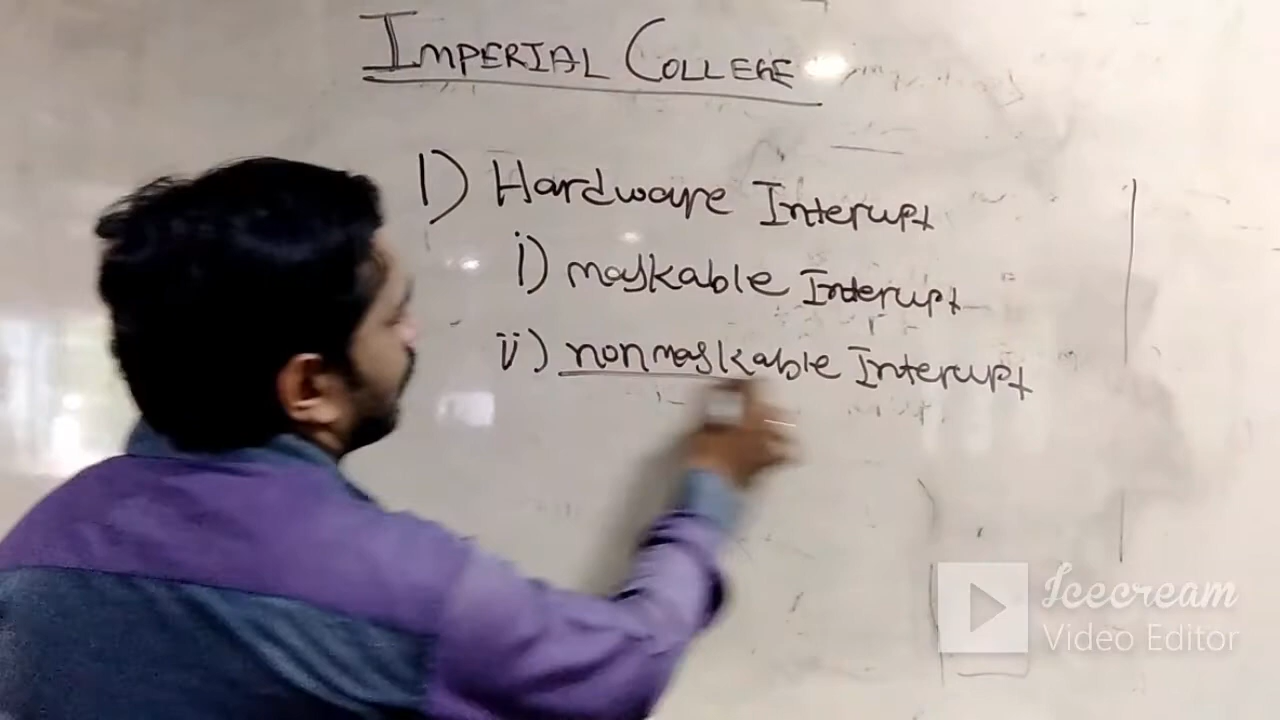 IMPERIAL COLLEGE
1) Hardware Interupt
i) maskable Interupt
ii) nonmaskable Interupt
Icecream
Video Editor